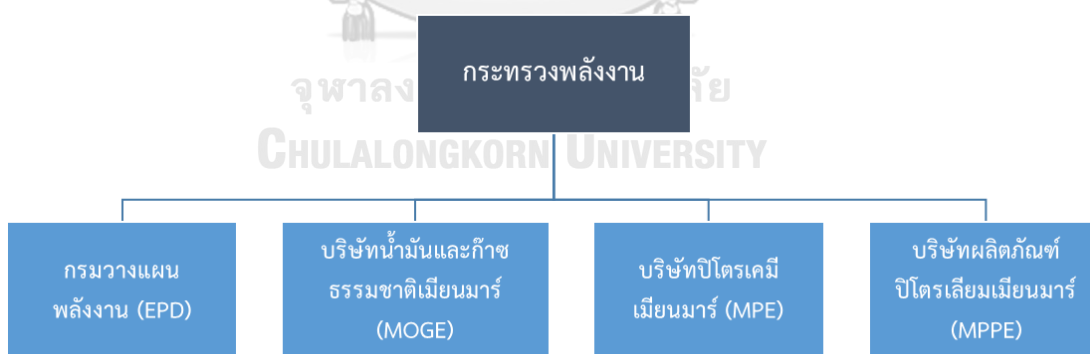 กระทรวงพลังงาน
จุฬาลง
ลัย
CHULALONGKORN UNIVERSITY
กรมวางแผน
พลังงาน (EPD)
บริษัทน้ำมันและก๊าซ
ธรรมชาติเมียนมาร์
(MOGE)
บริษัทปิโตรเคมี
เมียนมาร์ (MPE)
บริษัทผลิตภัณฑ์
ปิโตรเลียมเมียนมาร์
(MPPE)